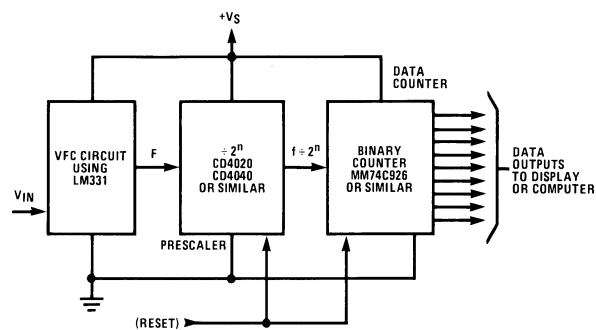 +VS
DATA
COUNTER
VFC CIRCUIT
USING
LM331
F
÷ 2ⁿ
CD4020
CD4040
OR SIMILAR
f ÷ 2ⁿ
BINARY
COUNTER
MM74C926
OR SIMILAR
DATA
OUTPUTS
TO DISPLAY
OR COMPUTER
VIN
PRESCALER
(RESET)